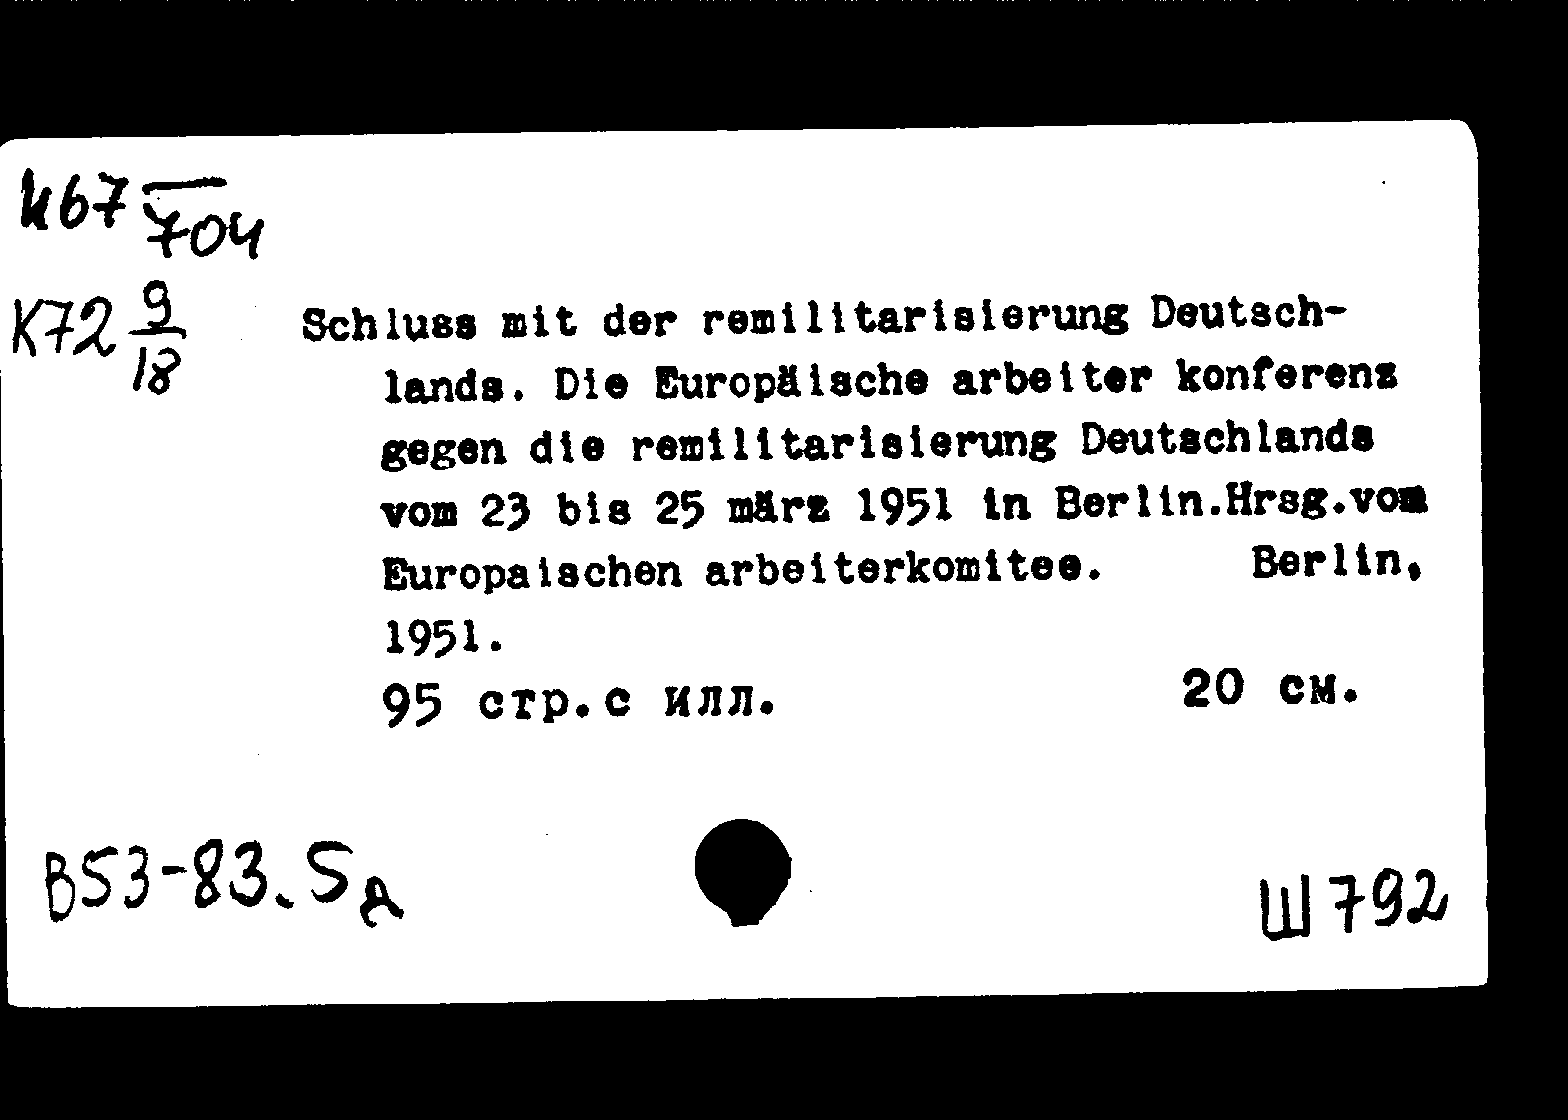 И67 —/704
К72 9/18
Schluss mit der remilitarisierung Deutsch-
lands. Die Europäische arbeiter konferenz
gegen die remilitarisierung Deutschlands
vom 23 bis 25 märz 1951 in Berlin.Hrsg.vom
Europaischen arbeiterkomitee. Berlin,
1951.
95 стр.с илл. 20 см.
В53-83. 5д
Ш792